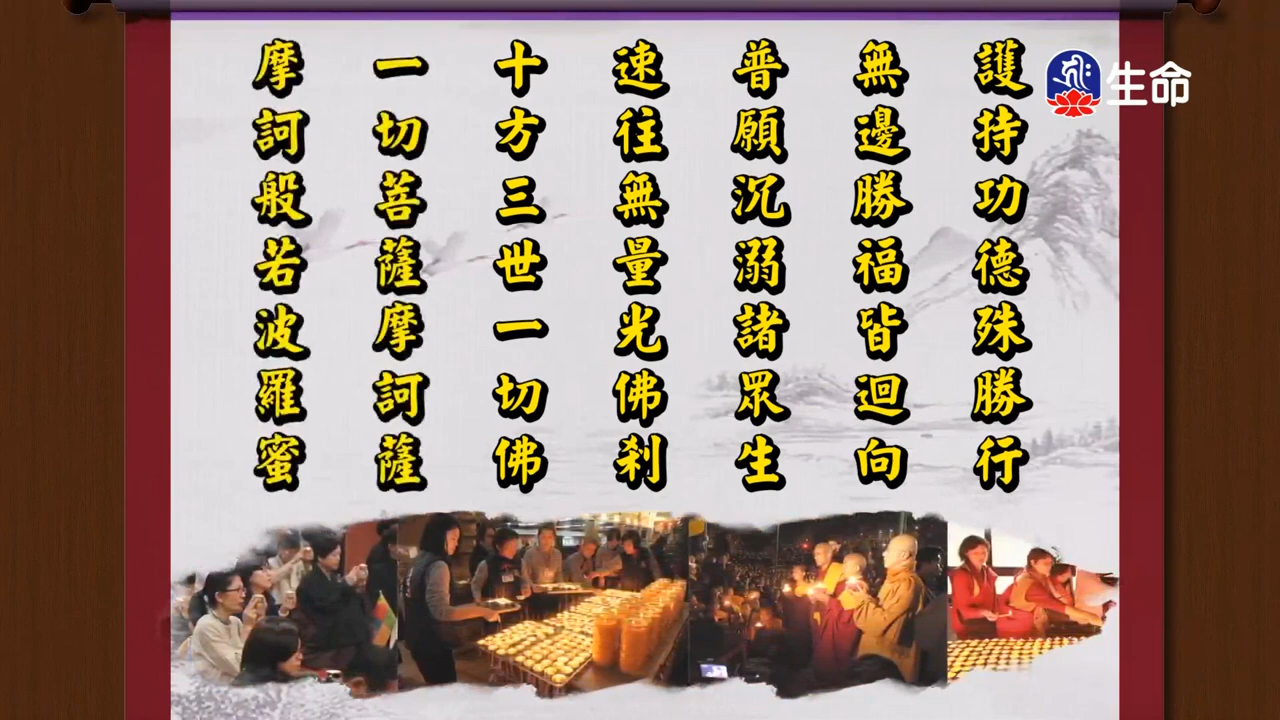 護持功德殊勝行
無邊勝福皆迴向
普願沉溺諸眾生
速往無量光佛刹
十方三世一切佛
一切菩薩摩訶薩
摩訶般若波羅蜜
生命